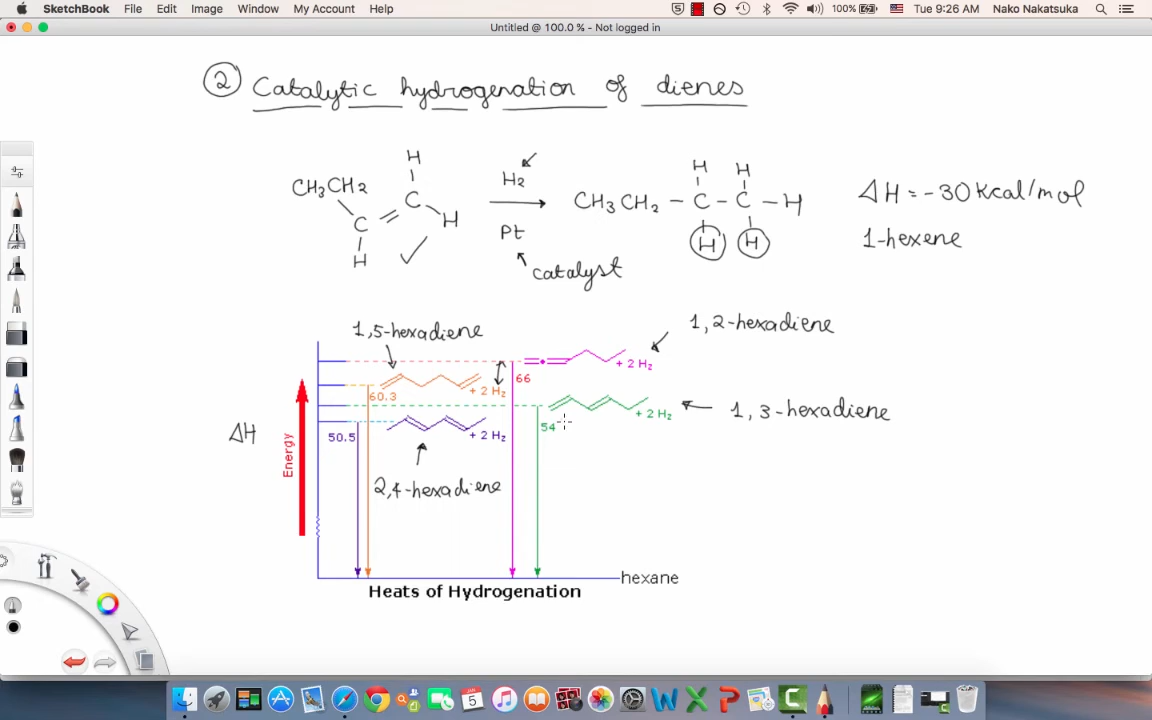 SketchBook File Edit Image Window My Account Help 100% Tue 9:26 AM Nako Nakatsuka
Untitled @ 100.0 % - Not logged in
2 Catalytic hydrogenation of dienes
H H H
CH3CH2 C H2 CH3CH2 - C - C - H ΔH = -30 Kcal/mol
C H Pt H H 1-hexene
H catalyst
1,5-hexadiene 1,2-hexadiene
+ 2 H2
66
+ 2 H2
60.3
1,3-hexadiene
+ 2 H2
54
50.5 + 2 H2
ΔH
Energy
2,4-hexadiene
hexane
Heats of Hydrogenation
JAN
5